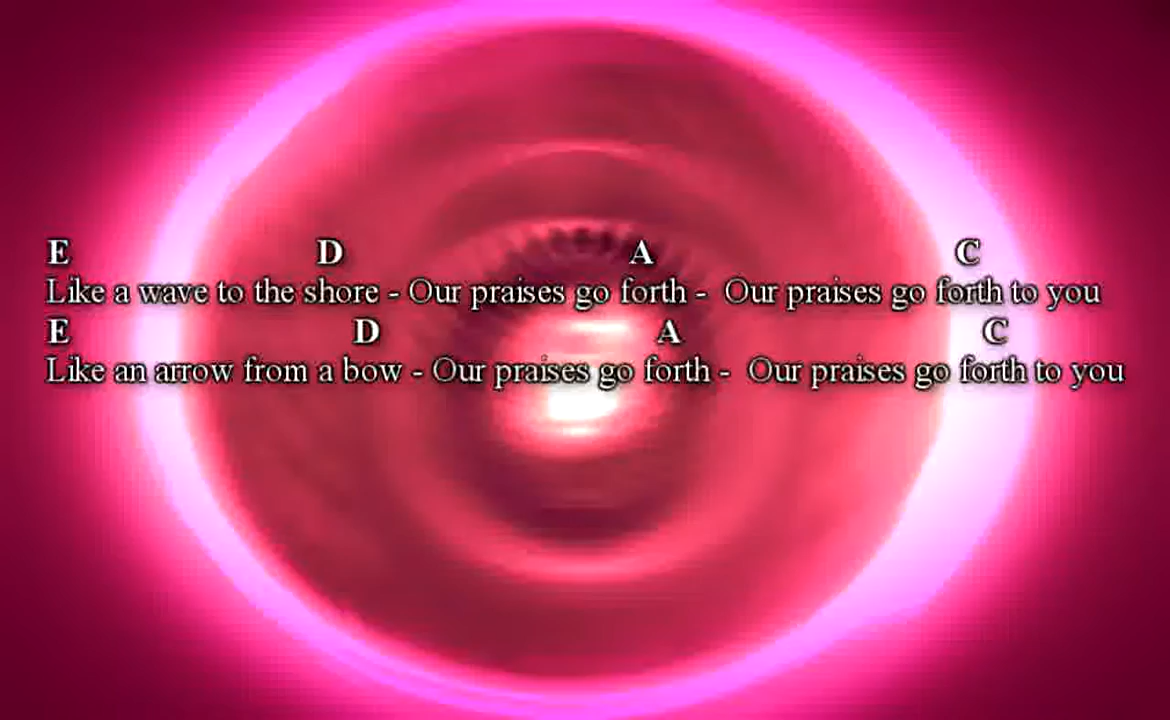 E D A C
Like a wave to the shore - Our praises go forth - Our praises go forth to you
E D A C
Like an arrow from a bow - Our praises go forth - Our praises go forth to you